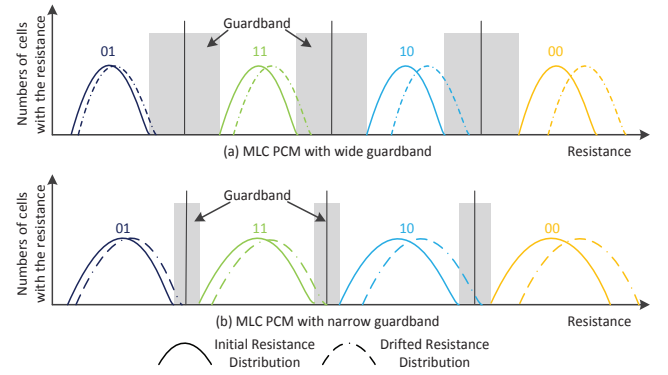 Numbers of cells
with the resistance
Guardband
01
11
10
00
(a) MLC PCM with wide guardband
Resistance
Numbers of cells
with the resistance
Guardband
01
11
10
00
(b) MLC PCM with narrow guardband
Resistance
Initial Resistance
Distribution
Drifted Resistance
Distribution